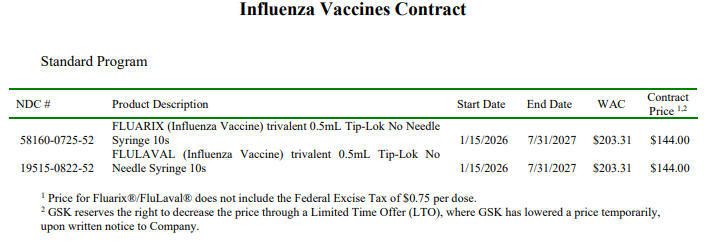 Influenza Vaccines Contract
Standard Program
NDC # Product Description Start Date End Date WAC Contract Price 1,2
FLUARIX (Influenza Vaccine) trivalent 0.5mL Tip-Lok No Needle
58160-0725-52 Syringe 10s 1/15/2026 7/31/2027 $203.31 $144.00
FLULAVAL (Influenza Vaccine) trivalent 0.5mL Tip-Lok No
19515-0822-52 Needle Syringe 10s 1/15/2026 7/31/2027 $203.31 $144.00
1 Price for Fluarix®/FluLaval® does not include the Federal Excise Tax of $0.75 per dose.
2 GSK reserves the right to decrease the price through a Limited Time Offer (LTO), where GSK has lowered a price temporarily,
upon written notice to Company.